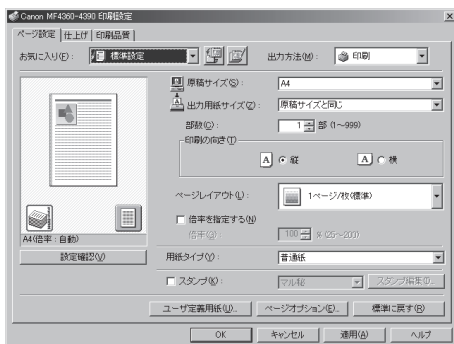 Canon MF4360-4390 印刷設定
ページ設定 仕上げ 印刷品質
お気に入り(F): 標準設定 出力方法(M): 印刷
原稿サイズ(S): A4
出力用紙サイズ(Z): 原稿サイズと同じ
部数(C): 1 部 (1～999)
印刷の向き(T)
A 縦 A 横
ページレイアウト(L): 1ページ/枚(標準)
倍率を指定する(N)
A4(倍率:自動) 倍率(G): 100 % (25～200)
設定確認(V) 用紙タイプ(Y): 普通紙
スタンプ(K): マル秘 スタンプ編集(D)...
ユーザ定義用紙(U)... ページオプション(E)... 標準に戻す(R)
OK キャンセル 適用(A) ヘルプ